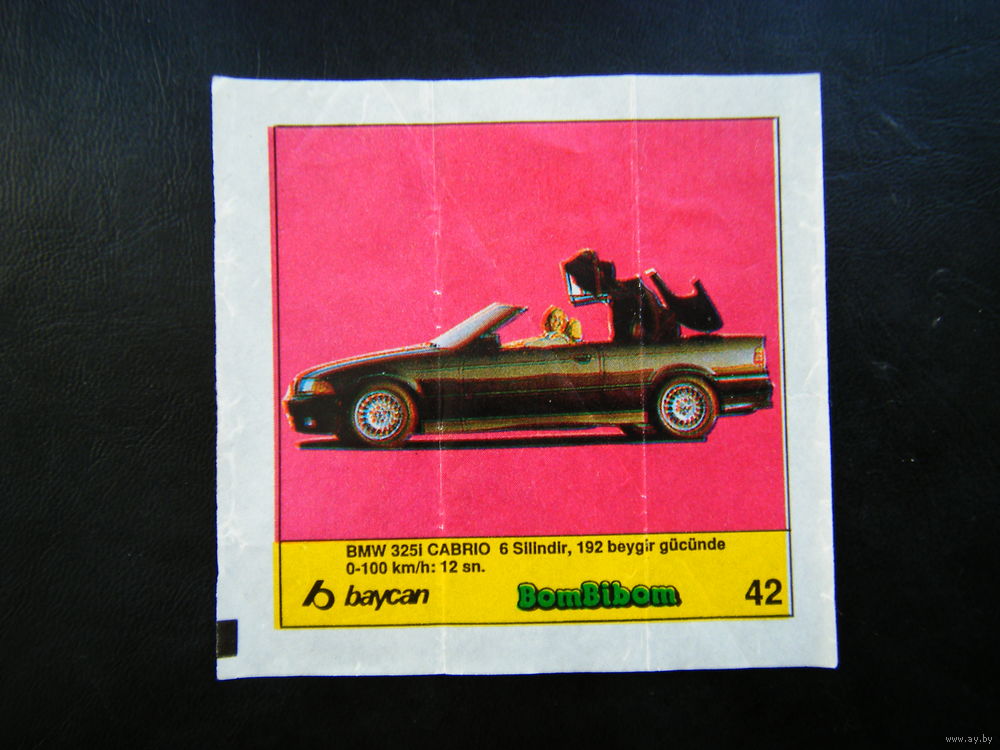 BMW 325i CABRIO 6 Silindir, 192 beygir gücünde
0-100 km/h: 12 sn.
b baycan BomBibom 42
www.ay.by